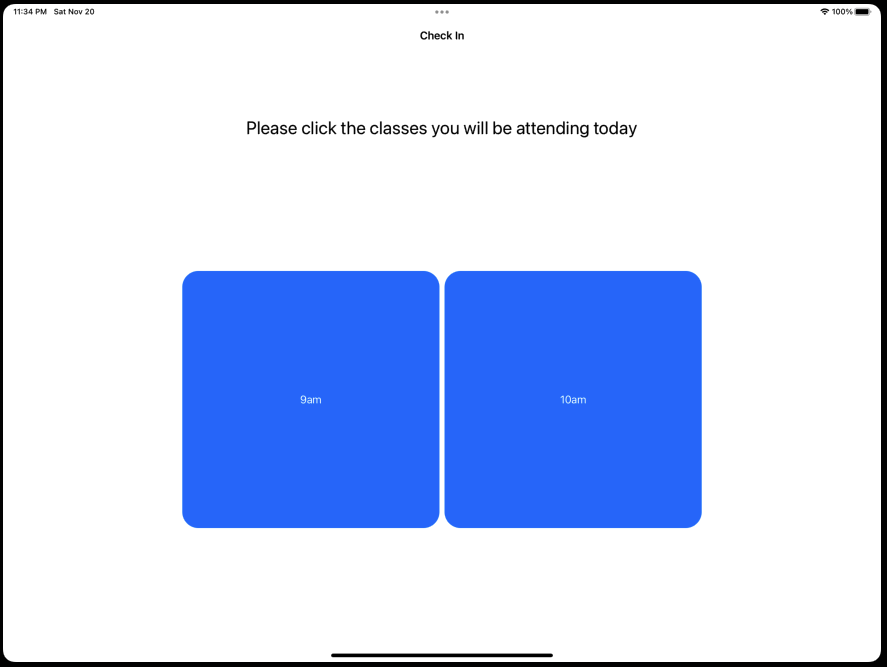 11:34 PM Sat Nov 20
100%
Check In
Please click the classes you will be attending today
9am
10am